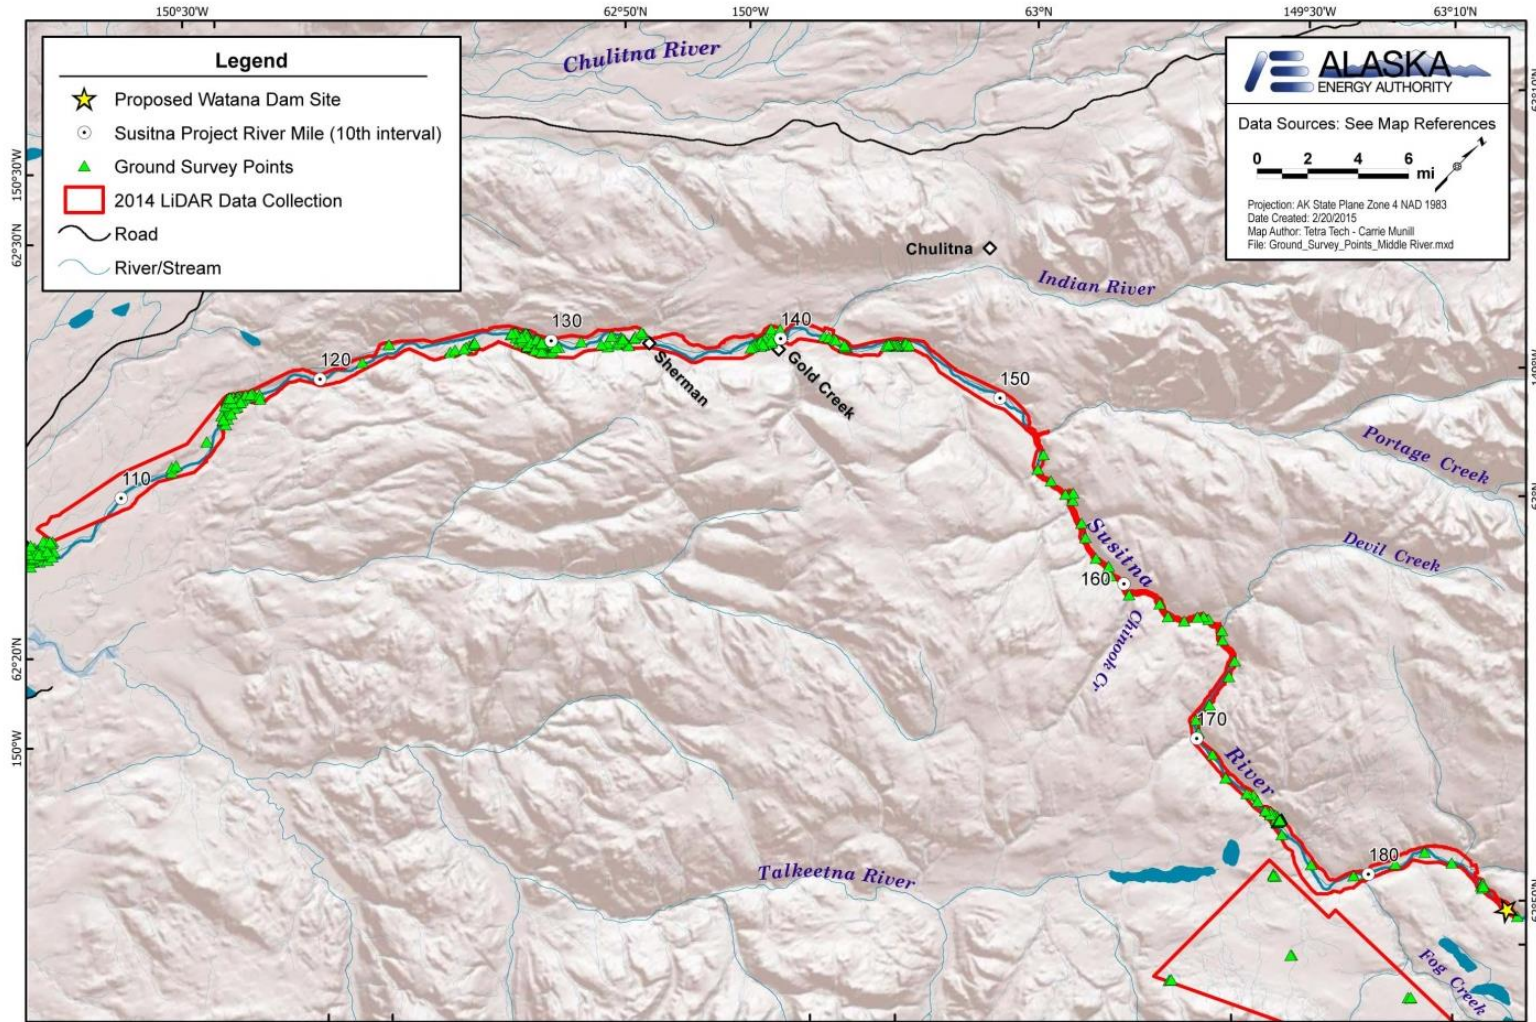 150°30'W
62°50'N
150°W
63°N
149°30'W
63°10'N
Legend
Proposed Watana Dam Site
Susitna Project River Mile (10th interval)
Ground Survey Points
2014 LiDAR Data Collection
Road
River/Stream
Chulitna River
ALASKA
ENERGY AUTHORITY
Data Sources: See Map References
0 2 4 6
mi
N
Projection: AK State Plane Zone 4 NAD 1983
Date Created: 2/20/2015
Map Author: Tetra Tech - Carrie Munill
File: Ground_Survey_Points_Middle River.mxd
150°30'W
62°30'N
Chulitna
Indian River
130
140
120
Sherman
Gold Creek
150
Portage Creek
110
Susitna
Devil Creek
160
Chinook Cr
62°20'N
170
150°W
River
180
Talkeetna River
Fog Creek